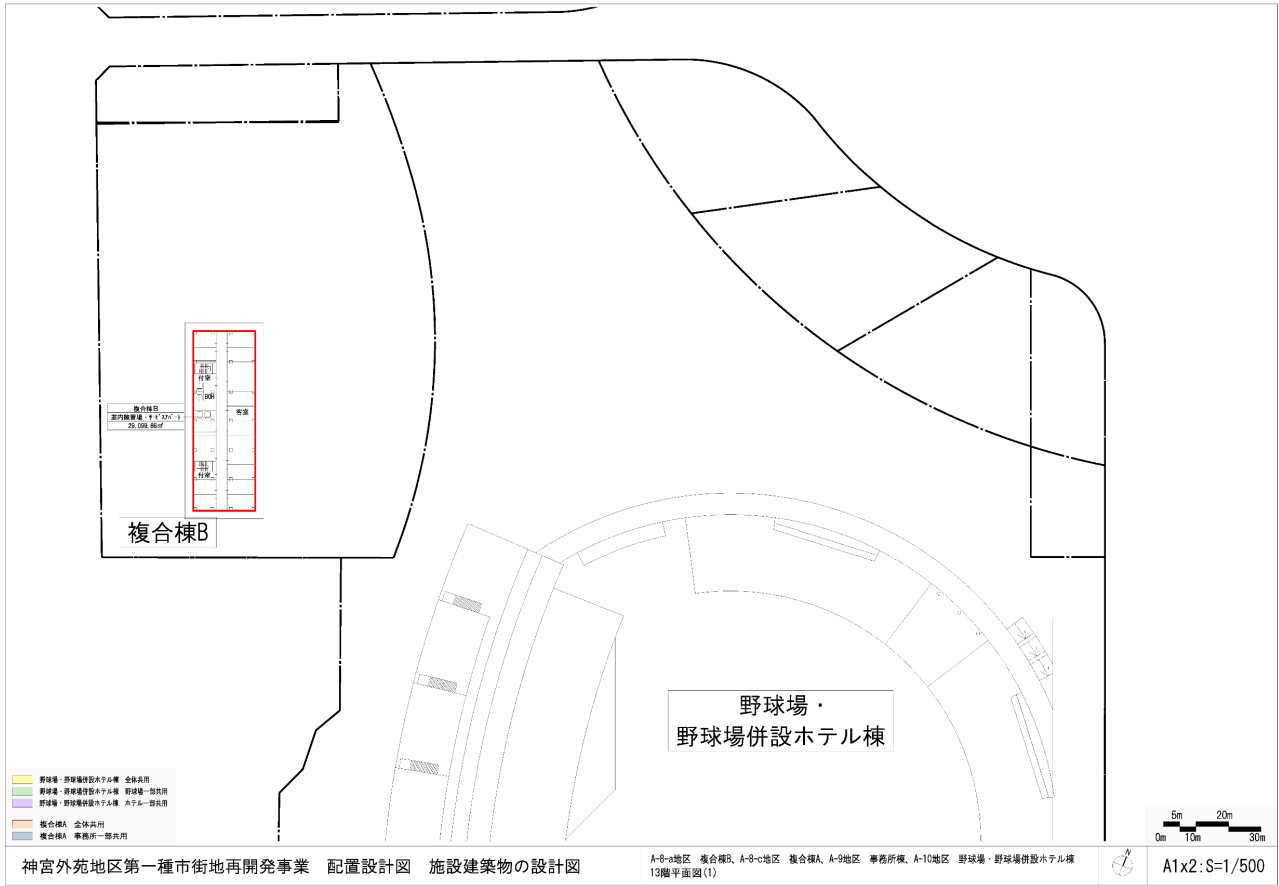 付室
BOH
客室
複合棟B
室内練習場・サービスアパート
29,099.86㎡
付室
複合棟B
野球場・
野球場併設ホテル棟
野球場・野球場併設ホテル棟 全体共用
野球場・野球場併設ホテル棟 野球場一部共用
野球場・野球場併設ホテル棟 ホテル一部共用
複合棟A 全体共用
複合棟A 事務所一部共用
5m 20m
0m 10m 30m
神宮外苑地区第一種市街地再開発事業 配置設計図 施設建築物の設計図
A-8-a地区 複合棟B、A-8-c地区 複合棟A、A-9地区 事務所棟、A-10地区 野球場・野球場併設ホテル棟
13階平面図(1)
N
A1x2:S=1/500